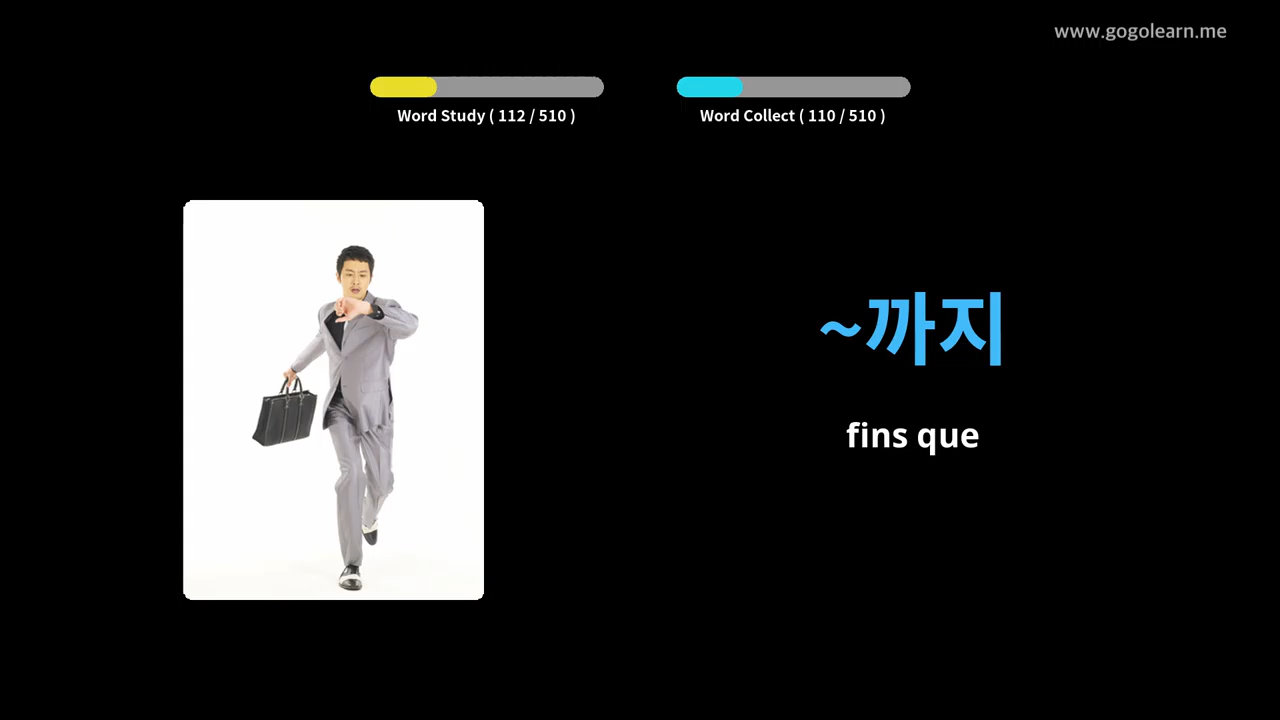 www.gogolearn.me
Word Study ( 112 / 510 )
Word Collect ( 110 / 510 )
~까지
fins que